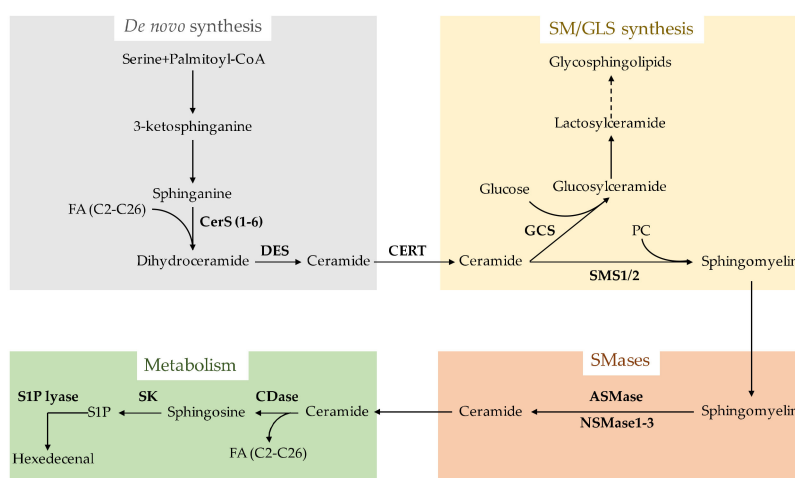 De novo synthesis
Serine+Palmitoyl-CoA
3-ketosphinganine
Sphinganine
FA (C2-C26)
CerS (1-6)
Dihydroceramide
DES
Ceramide
CERT
SM/GLS synthesis
Glycosphingolipids
Lactosylceramide
Glucose
Glucosylceramide
GCS
PC
Ceramide
SMS1/2
Sphingomyelin
Metabolism
S1P lyase
SK
CDase
S1P
Sphingosine
Ceramide
FA (C2-C26)
Hexedecenal
SMases
ASMase
Ceramide
NSMase1-3
Sphingomyelin